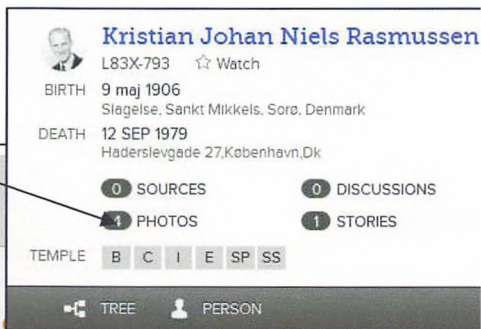 Kristian Johan Niels Rasmussen
L83X-793 ☆ Watch
BIRTH 9 maj 1906
Slagelse, Sankt Mikkels, Sorø, Denmark
DEATH 12 SEP 1979
Haderslevgade 27,København,Dk
0 SOURCES 0 DISCUSSIONS
4 PHOTOS 1 STORIES
TEMPLE B C I E SP SS
TREE PERSON